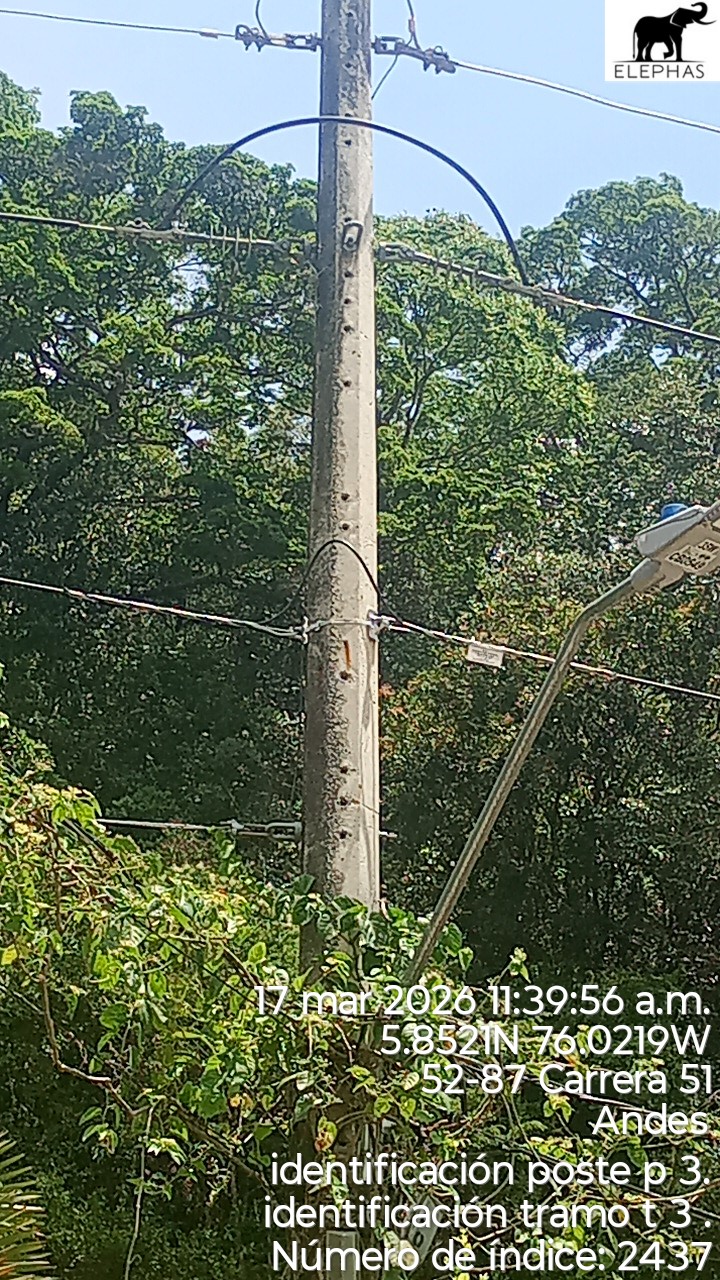 ELEPHAS
17 mar 2026 11:39:56 a.m.
5.8521N 76.0219W
52-87 Carrera 51
Andes
identificación poste p 3.
identificación tramo t 3 .
Número de índice: 2437